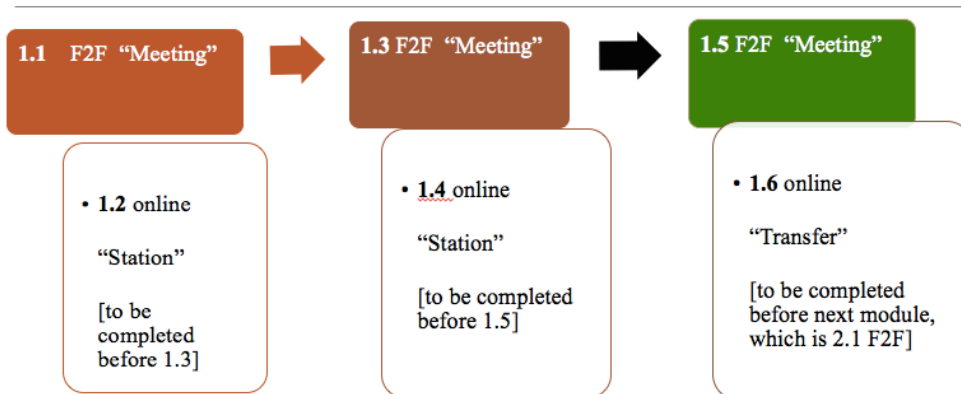 1.1 F2F “Meeting”
1.3 F2F “Meeting”
1.5 F2F “Meeting”
• 1.2 online
“Station”
[to be
completed
before 1.3]
• 1.4 online
“Station”
[to be completed
before 1.5]
• 1.6 online
“Transfer”
[to be completed
before next module,
which is 2.1 F2F]